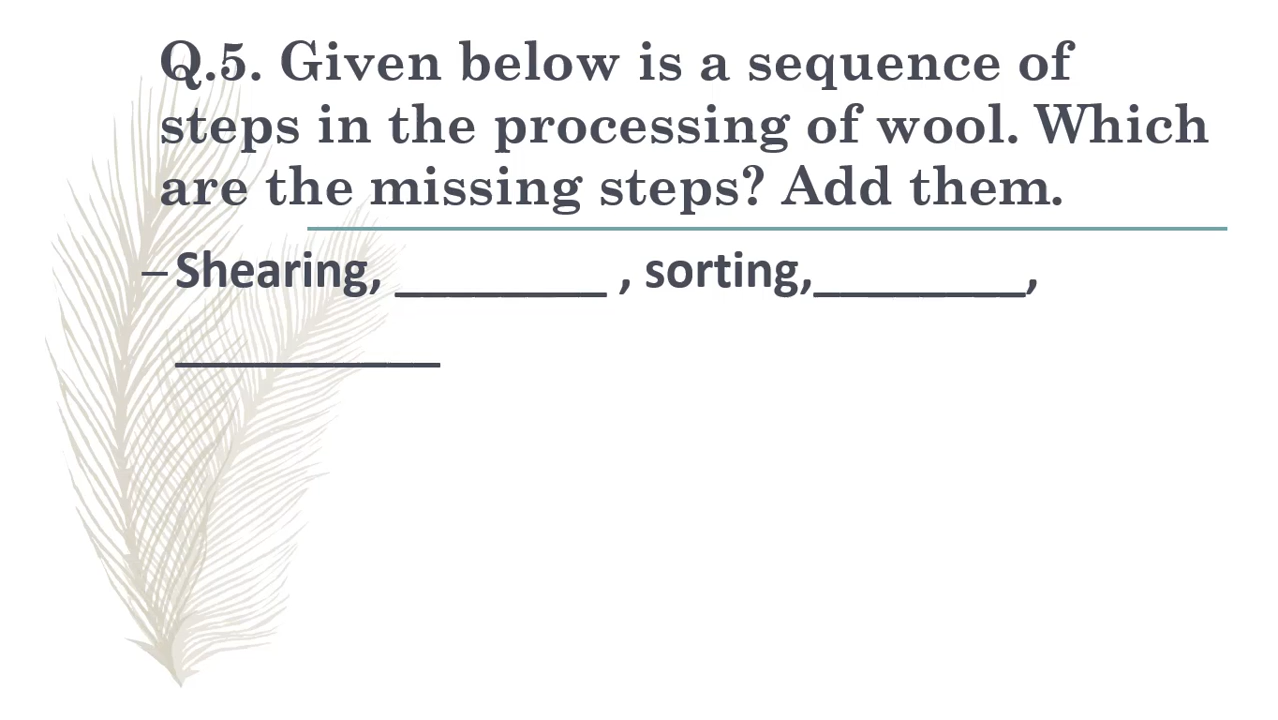 Q.5. Given below is a sequence of
steps in the processing of wool. Which
are the missing steps? Add them.
– Shearing, ________ , sorting,________,
__________